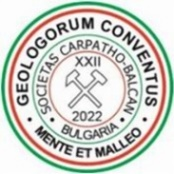 GEOLOGORUM CONVENTUS
• MENTE ET MALLEO •
SOCIETAS CARPATHO-BALCAN
• BULGARIA •
XXII
2022